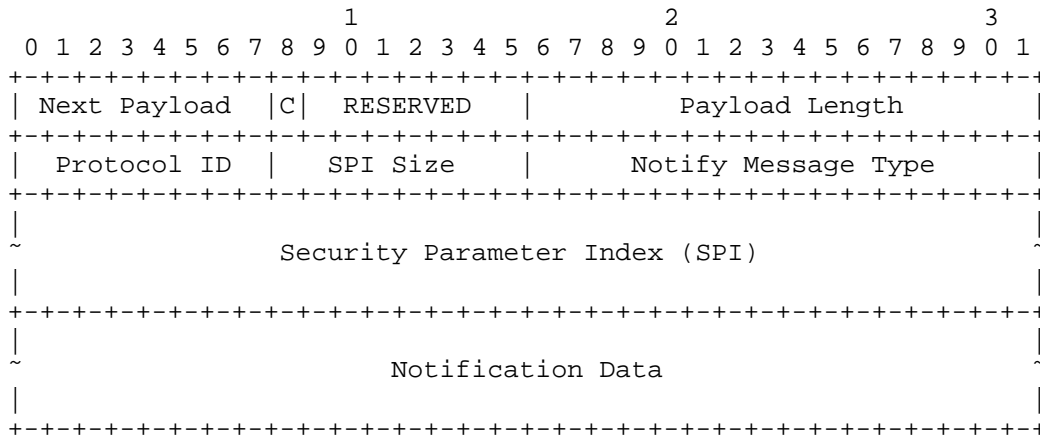 1                   2                   3
 0 1 2 3 4 5 6 7 8 9 0 1 2 3 4 5 6 7 8 9 0 1 2 3 4 5 6 7 8 9 0 1
+-+-+-+-+-+-+-+-+-+-+-+-+-+-+-+-+-+-+-+-+-+-+-+-+-+-+-+-+-+-+-+-+
| Next Payload  |C|  RESERVED   |         Payload Length        |
+-+-+-+-+-+-+-+-+-+-+-+-+-+-+-+-+-+-+-+-+-+-+-+-+-+-+-+-+-+-+-+-+
|  Protocol ID  |   SPI Size    |      Notify Message Type      |
+-+-+-+-+-+-+-+-+-+-+-+-+-+-+-+-+-+-+-+-+-+-+-+-+-+-+-+-+-+-+-+-+
|                                                               |
~                Security Parameter Index (SPI)                 ~
|                                                               |
+-+-+-+-+-+-+-+-+-+-+-+-+-+-+-+-+-+-+-+-+-+-+-+-+-+-+-+-+-+-+-+-+
|                                                               |
~                       Notification Data                       ~
|                                                               |
+-+-+-+-+-+-+-+-+-+-+-+-+-+-+-+-+-+-+-+-+-+-+-+-+-+-+-+-+-+-+-+-+